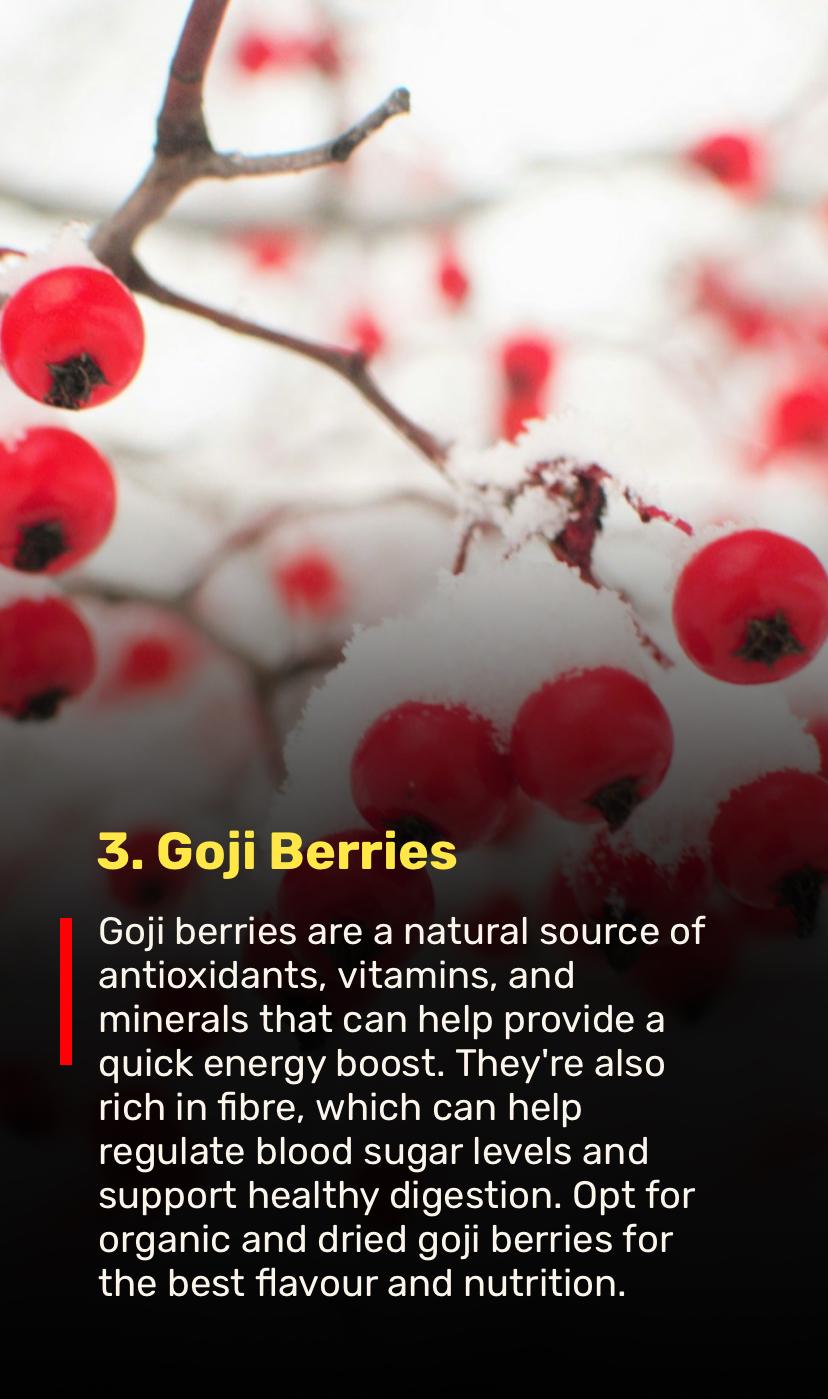 3. Goji Berries
Goji berries are a natural source of
antioxidants, vitamins, and
minerals that can help provide a
quick energy boost. They're also
rich in fibre, which can help
regulate blood sugar levels and
support healthy digestion. Opt for
organic and dried goji berries for
the best flavour and nutrition.